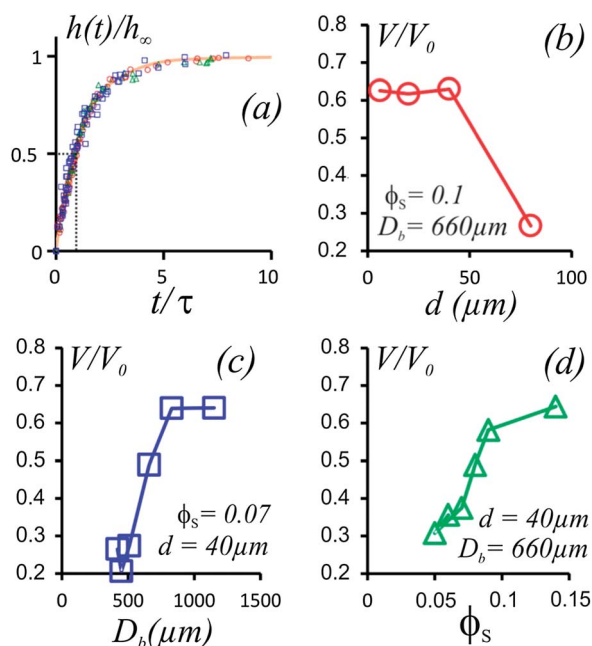 h(t)/h∞
1
0.5
0
(a)
0
5
10
t/τ
V/V0
(b)
0.8
0.7
0.6
0.5
0.4
0.3
0.2
ϕS = 0.1
Db = 660µm
0
50
100
d (µm)
V/V0
(c)
0.8
0.7
0.6
0.5
0.4
0.3
0.2
ϕS = 0.07
d = 40µm
0
500
1000
1500
Db(µm)
V/V0
(d)
0.8
0.7
0.6
0.5
0.4
0.3
0.2
d = 40µm
Db = 660µm
0
0.05
0.1
0.15
ϕS